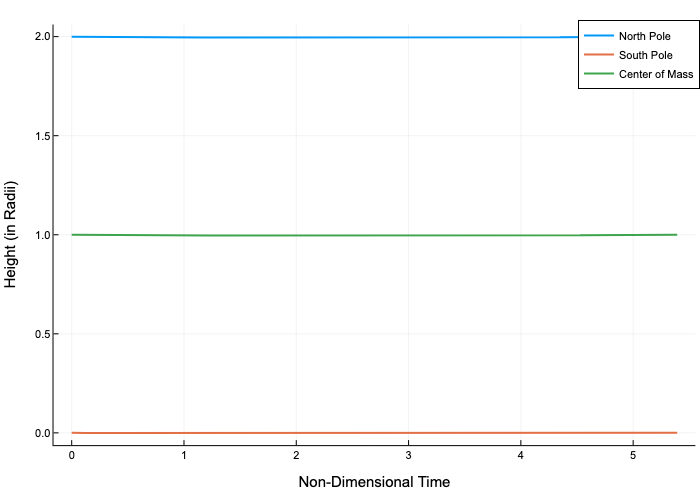 2.0
1.5
1.0
0.5
0.0
Height (in Radii)
0 1 2 3 4 5
Non-Dimensional Time
North Pole
South Pole
Center of Mass